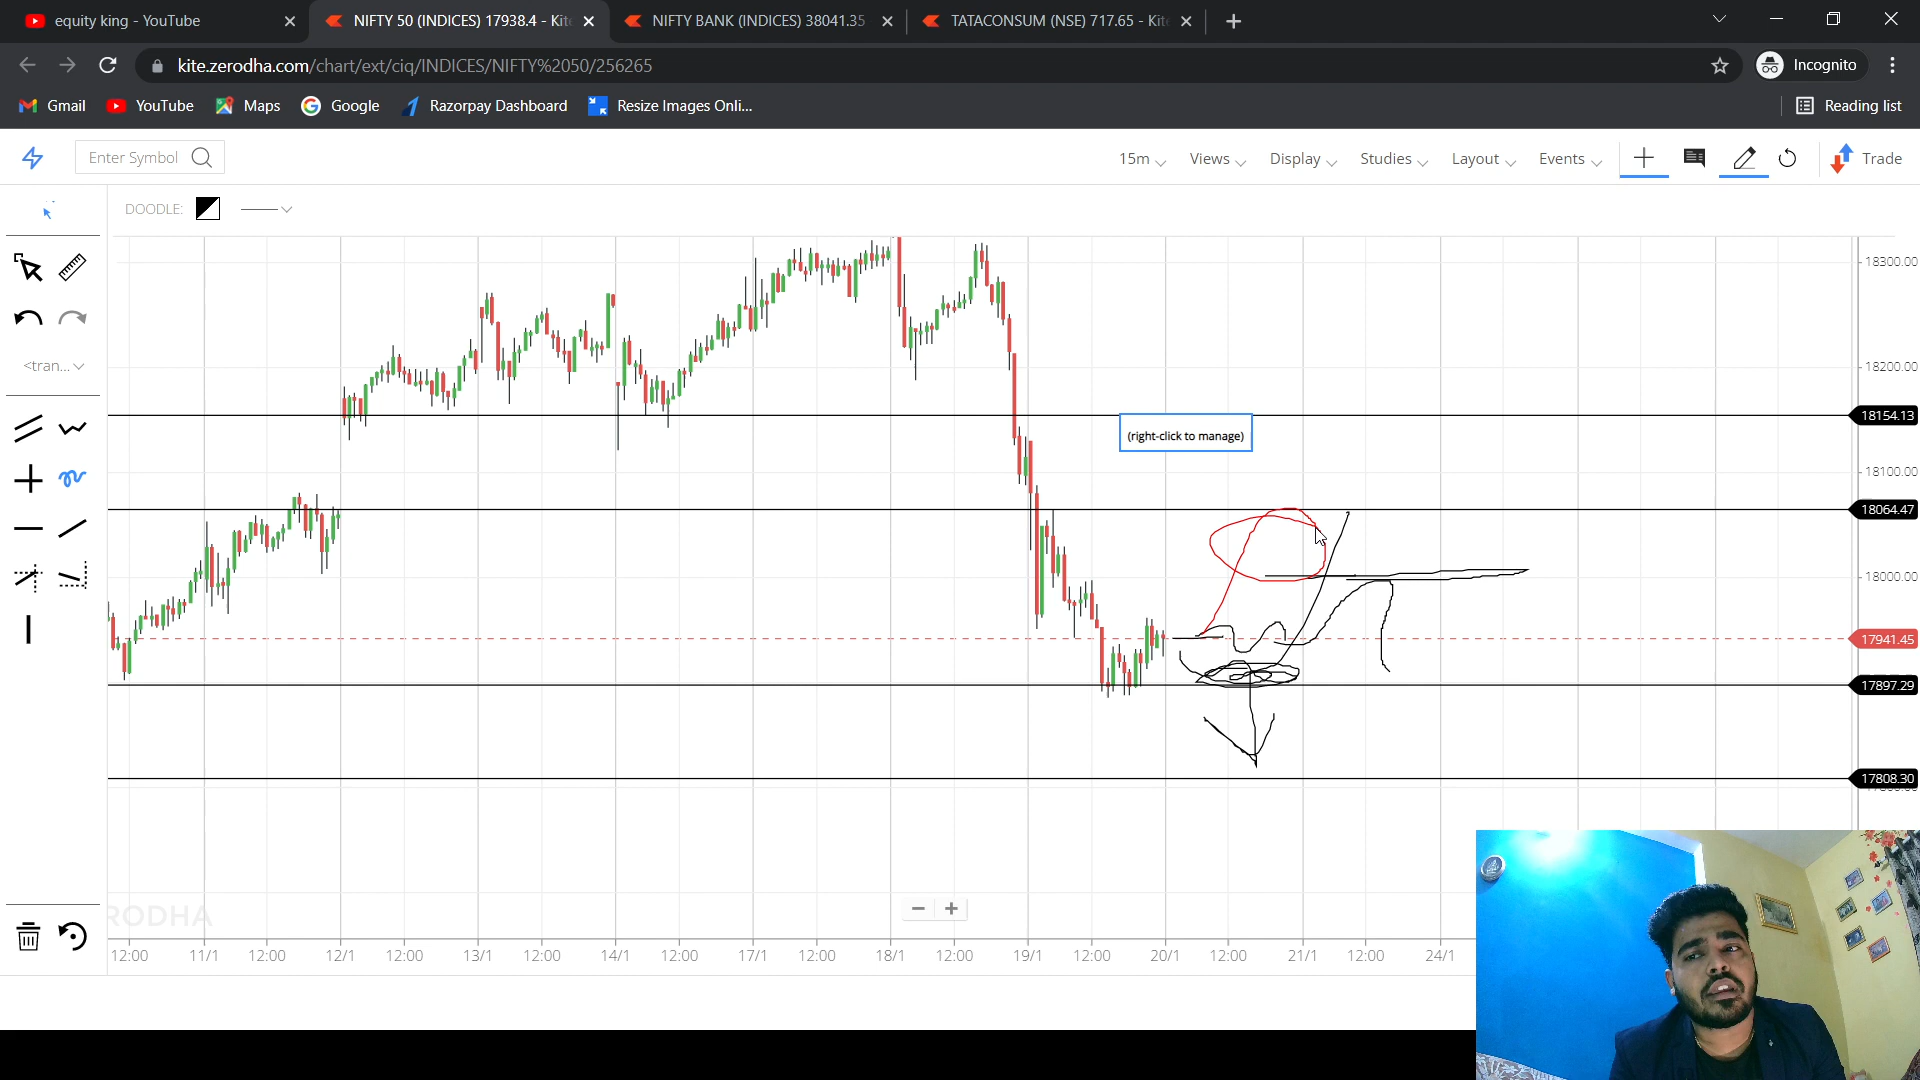 equity king - YouTube
NIFTY 50 (INDICES) 17938.4 - Kit
NIFTY BANK (INDICES) 38041.35
TATACONSUM (NSE) 717.65 - Kit
kite.zerodha.com/chart/ext/ciq/INDICES/NIFTY%2050/256265
Incognito
Gmail
YouTube
Maps
Google
Razorpay Dashboard
Resize Images Onli...
Reading list
Enter Symbol
15m
Views
Display
Studies
Layout
Events
Trade
DOODLE:
<tran...
18300.00
18200.00
18154.13
(right-click to manage)
18100.00
18064.47
18000.00
17941.45
17897.29
17808.30
RODHA
12:00
11/1
12:00
12/1
12:00
13/1
12:00
14/1
12:00
17/1
12:00
18/1
12:00
19/1
12:00
20/1
12:00
21/1
12:00
24/1